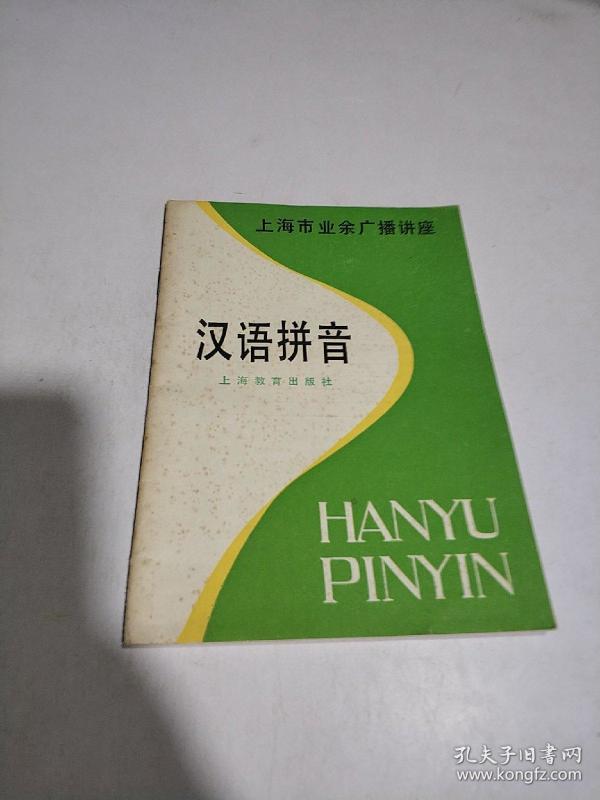 上海市业余广播讲座
汉语拼音
上海教育出版社
HANYU
PINYIN
孔夫子旧书网
www.kongfz.com